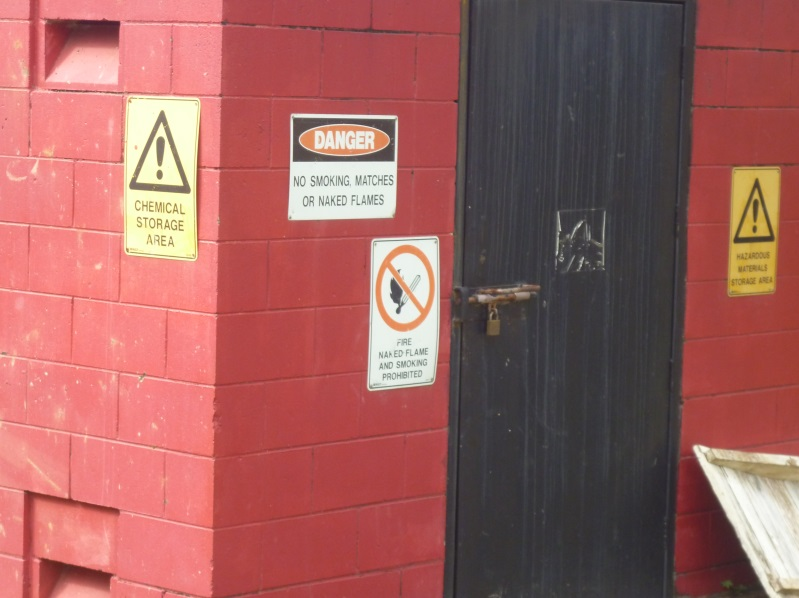 CHEMICAL
STORAGE
AREA
DANGER
NO SMOKING, MATCHES
OR NAKED FLAMES
FIRE
NAKED FLAME
AND SMOKING
PROHIBITED
HAZARDOUS
MATERIALS
STORAGE AREA